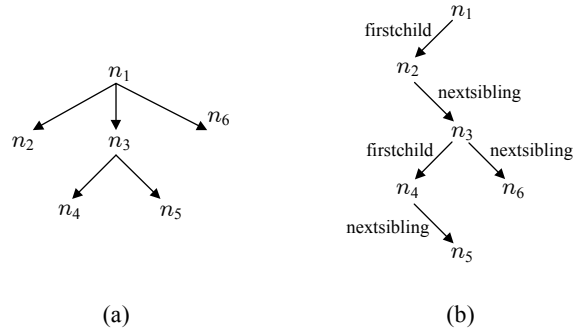 n₁
n₂ n₃ n₆
n₄ n₅
(a)
n₁
firstchild
n₂
nextsibling
n₃
firstchild nextsibling
n₄ n₆
nextsibling
n₅
(b)